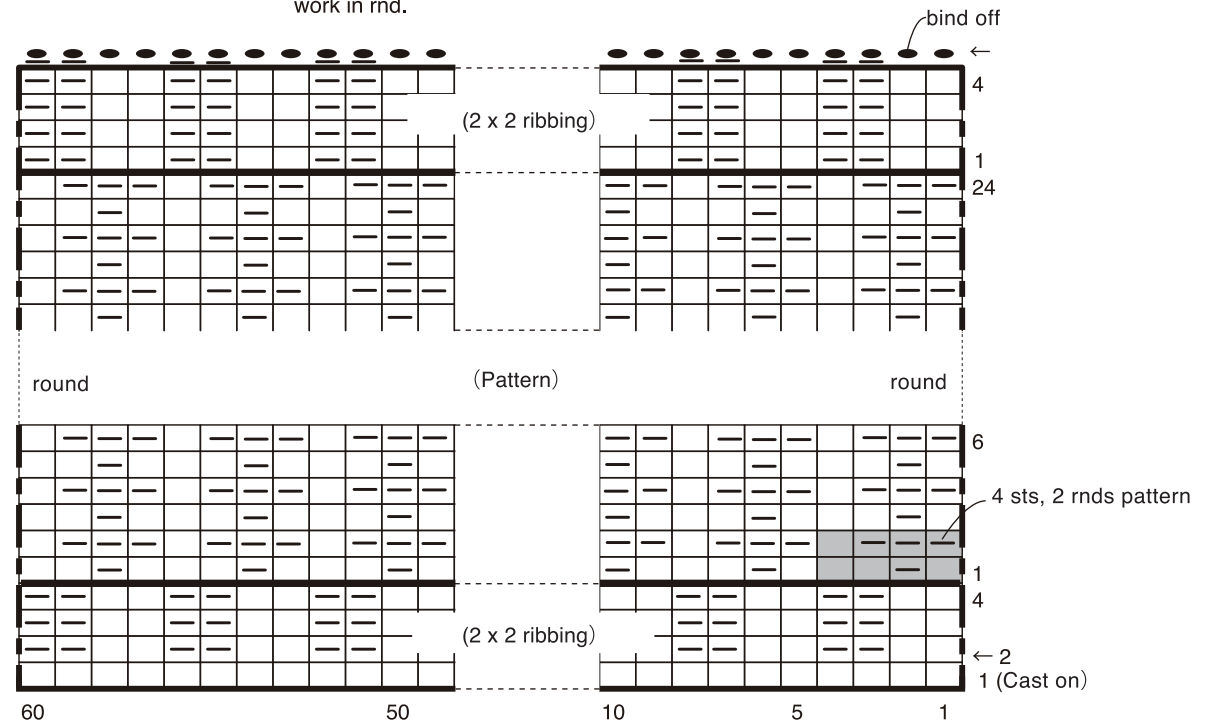 work in rnd.
bind off
←
4
(2 x 2 ribbing)
1
24
(Pattern)
round
round
6
4 sts, 2 rnds pattern
1
4
(2 x 2 ribbing)
← 2
1 (Cast on)
60 50 10 5 1